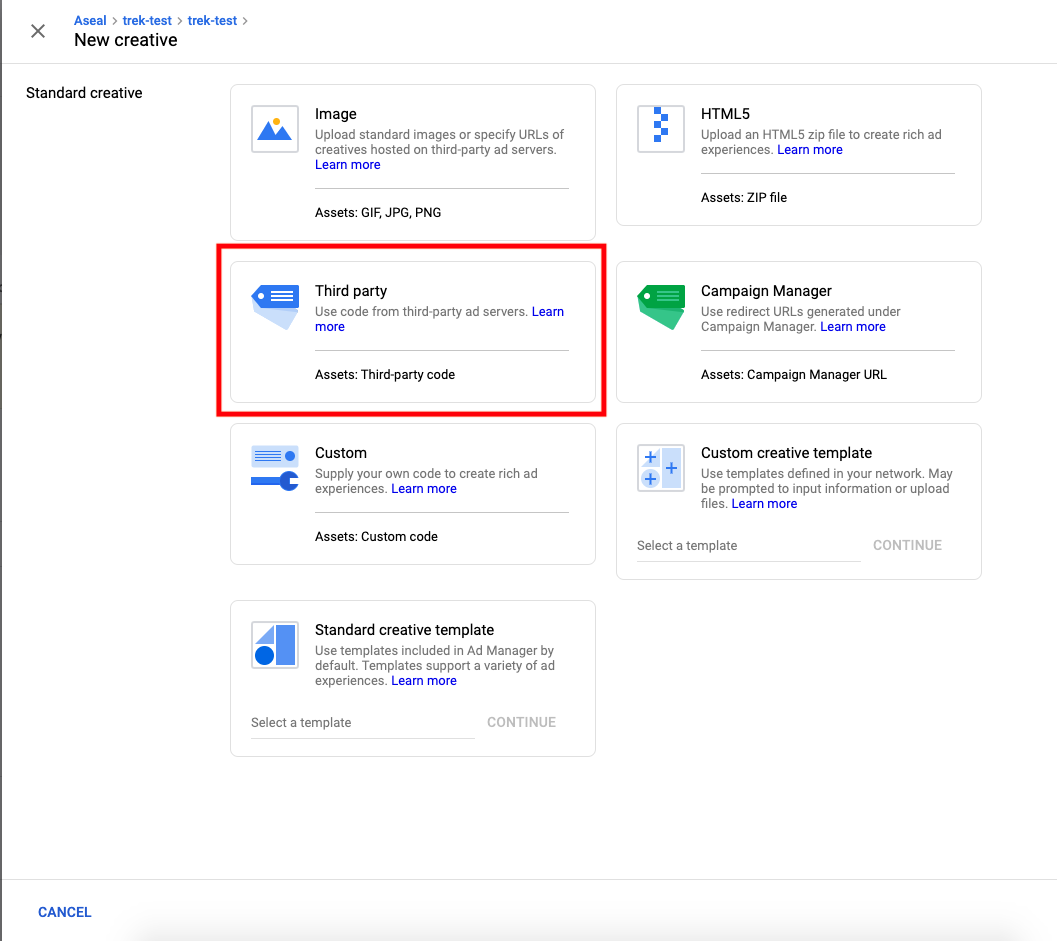 Aseal > trek-test > trek-test >
New creative
Standard creative
Image
Upload standard images or specify URLs of
creatives hosted on third-party ad servers.
Learn more
Assets: GIF, JPG, PNG
HTML5
Upload an HTML5 zip file to create rich ad
experiences. Learn more
Assets: ZIP file
Third party
Use code from third-party ad servers. Learn
more
Assets: Third-party code
Campaign Manager
Use redirect URLs generated under
Campaign Manager. Learn more
Assets: Campaign Manager URL
Custom
Supply your own code to create rich ad
experiences. Learn more
Assets: Custom code
Custom creative template
Use templates defined in your network. May
be prompted to input information or upload
files. Learn more
Select a template CONTINUE
Standard creative template
Use templates included in Ad Manager by
default. Templates support a variety of ad
experiences. Learn more
Select a template CONTINUE
CANCEL